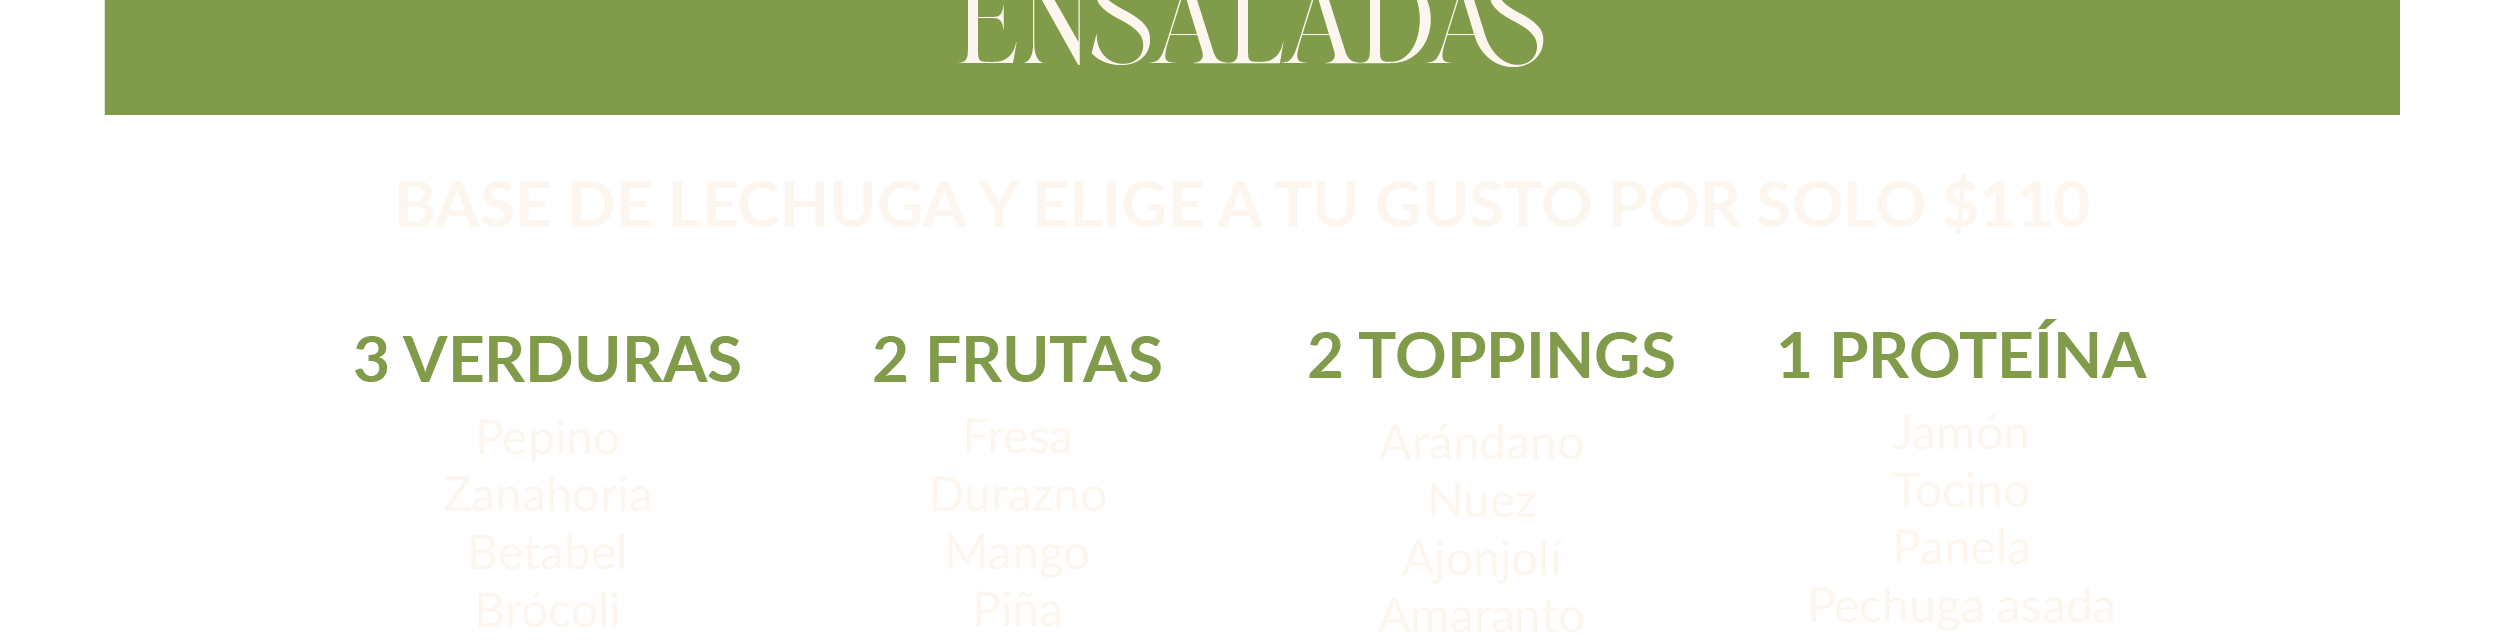 ENSALADAS
BASE DE LECHUGA Y ELIGE A TU GUSTO POR SOLO $110
3 VERDURAS
Pepino
Zanahoria
Betabel
Brócoli
2 FRUTAS
Fresa
Durazno
Mango
Piña
2 TOPPINGS
Arándano
Nuez
Ajonjolí
Amaranto
1 PROTEÍNA
Jamón
Tocino
Panela
Pechuga asada